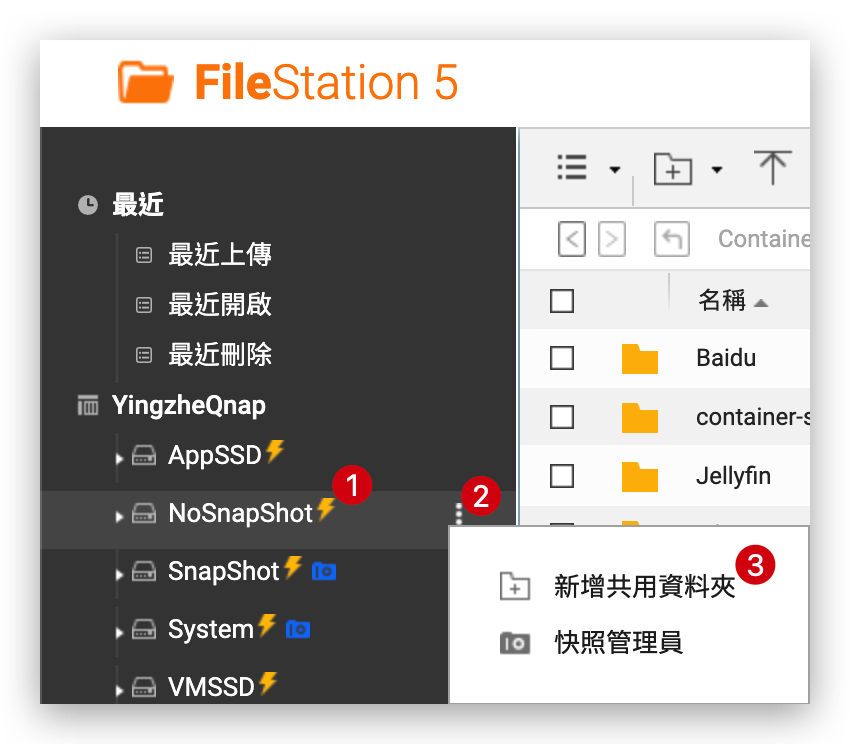 FileStation 5
最近
最近上傳
最近開啟
最近刪除
YingzheQnap
AppSSD
NoSnapShot
1
2
SnapShot
System
VMSSD
Containe
名稱
Baidu
container-s
Jellyfin
新增共用資料夾
3
快照管理員